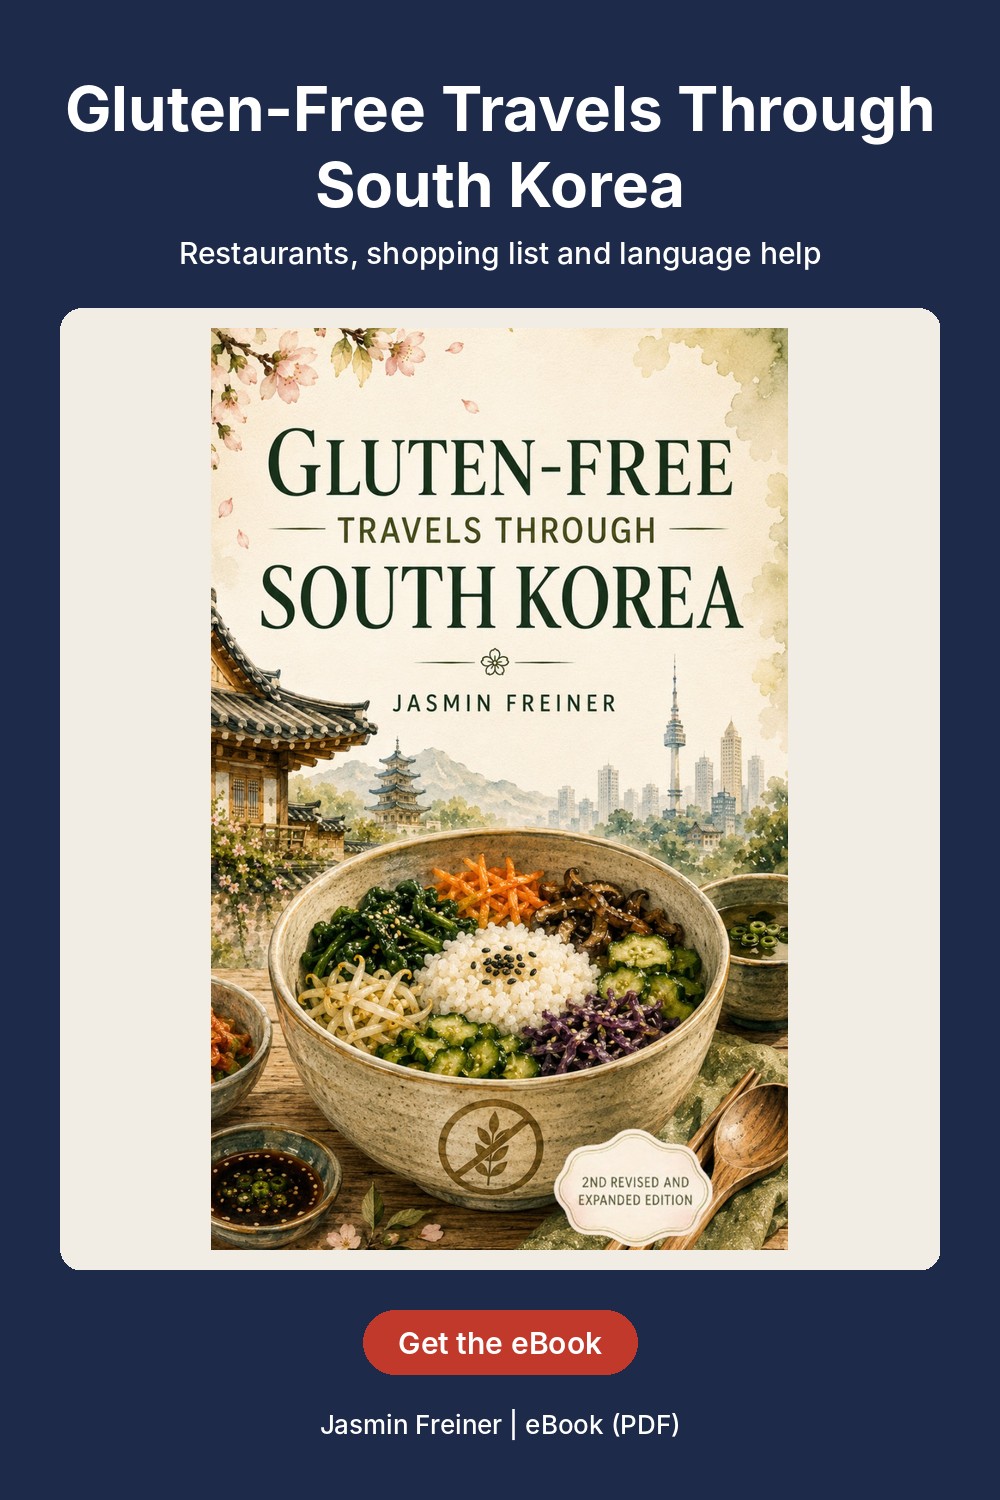 Gluten-Free Travels Through
South Korea
Restaurants, shopping list and language help
GLUTEN-FREE
TRAVELS THROUGH
SOUTH KOREA
JASMIN FREINER
2ND REVISED AND
EXPANDED EDITION
Get the eBook
Jasmin Freiner | eBook (PDF)